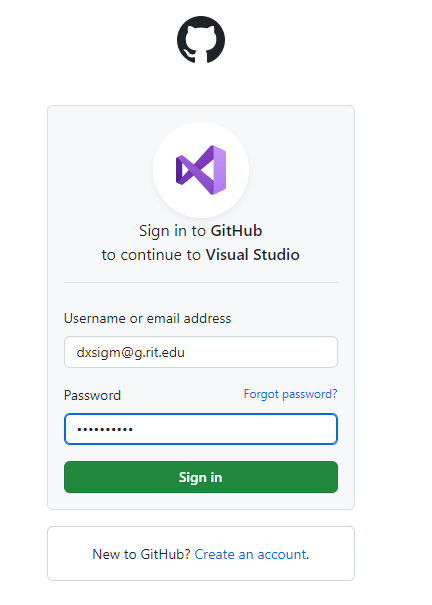 Sign in to GitHub
to continue to Visual Studio
Username or email address
dxsigm@g.rit.edu
Password Forgot password?
••••••••••
Sign in
New to GitHub? Create an account.